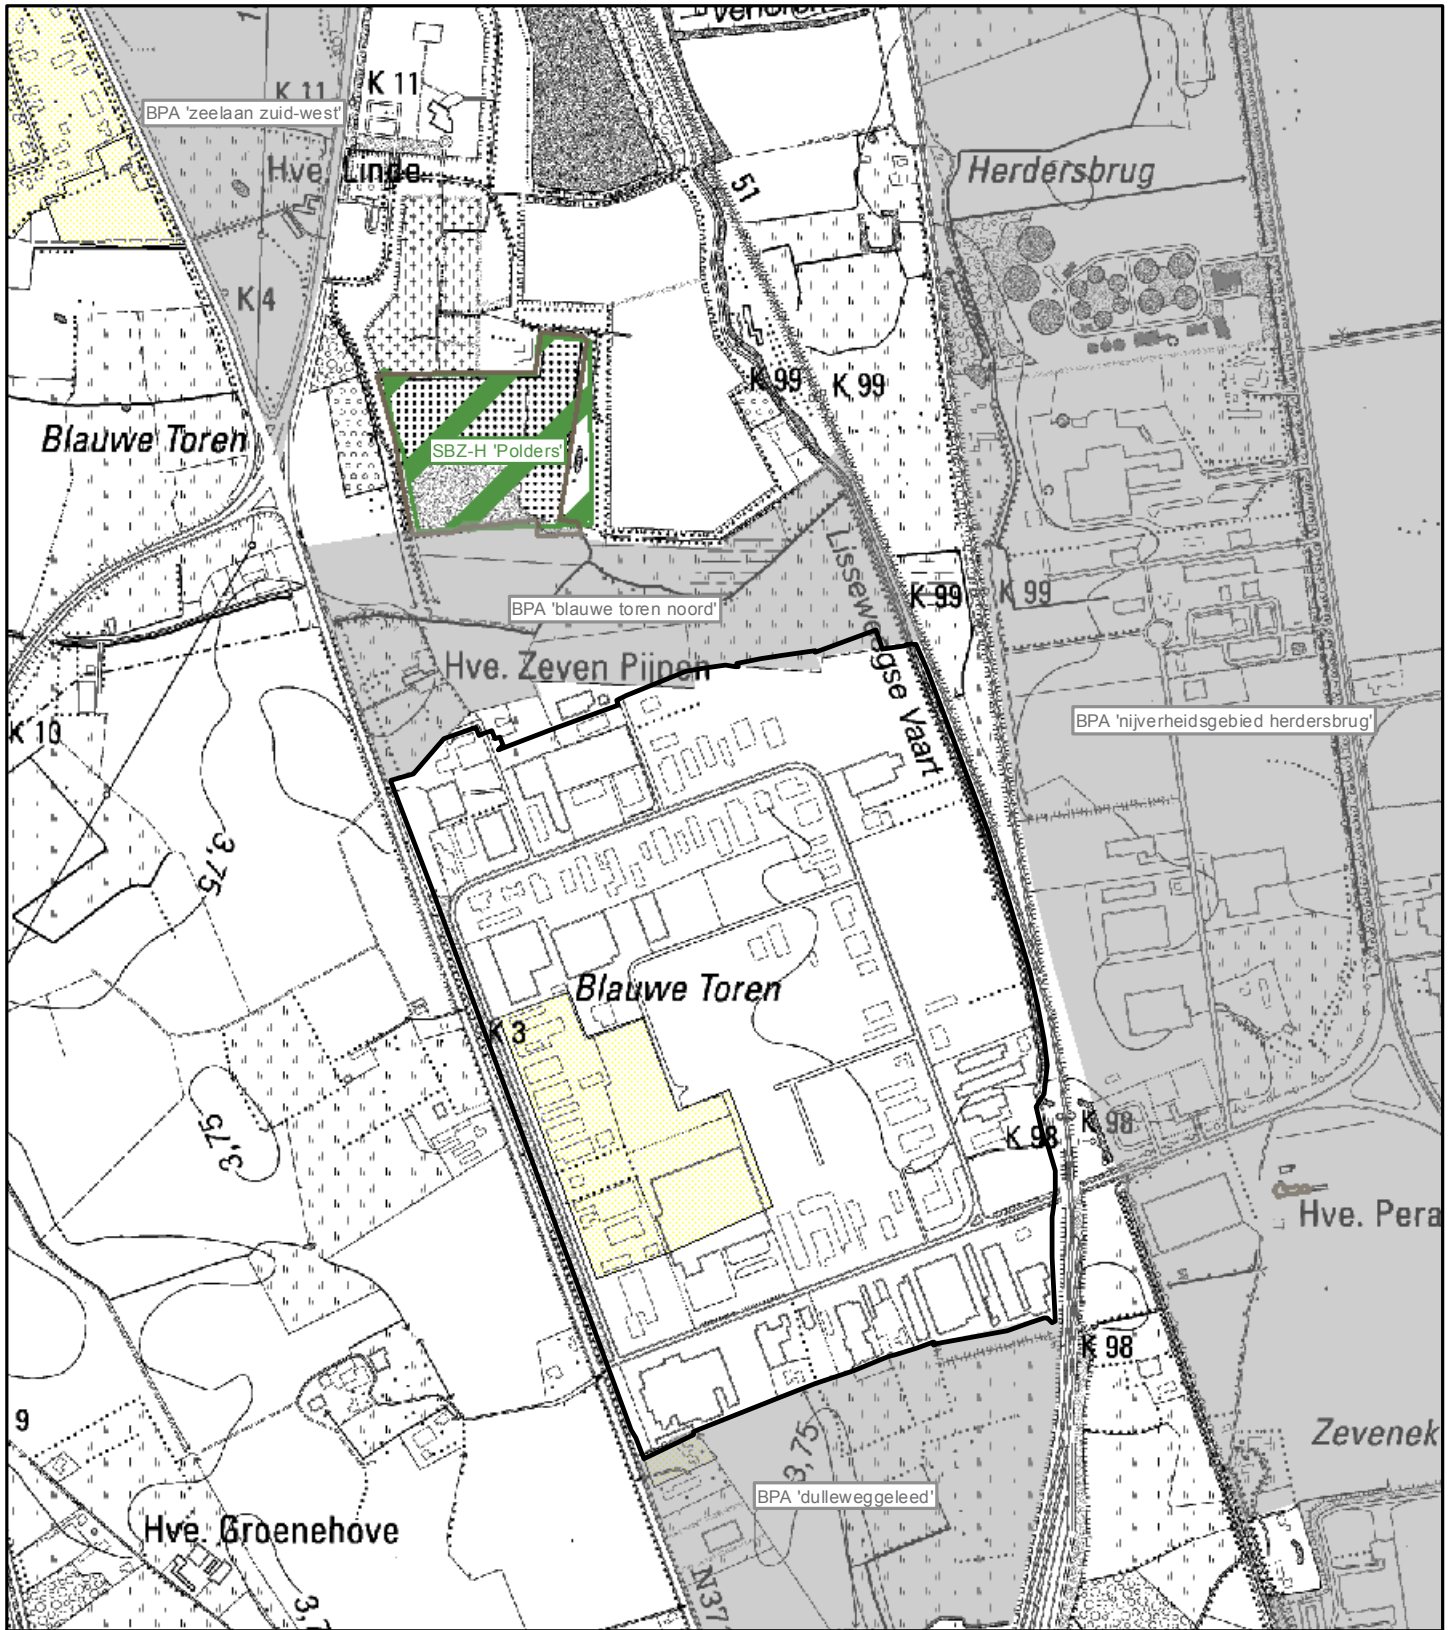 K 11
K 11
BPA 'zeelaan zuid-west'
Hve. Linde
51
Herdersbrug
K 4
K 99
K 99
Blauwe Toren
SBZ-H 'Polders'
Lisseweegse Vaart
K 99
K 99
BPA 'blauwe toren noord'
Hve. Zeven Pijpen
K 10
BPA 'nijverheidsgebied herdersbrug'
3,75
Blauwe Toren
K 3
3,75
K 98
K 98
Hve. Pera
K 98
9
3,75
Zevenek
BPA 'dulleweggeleed'
Hve. Groenehove
N37
3,7